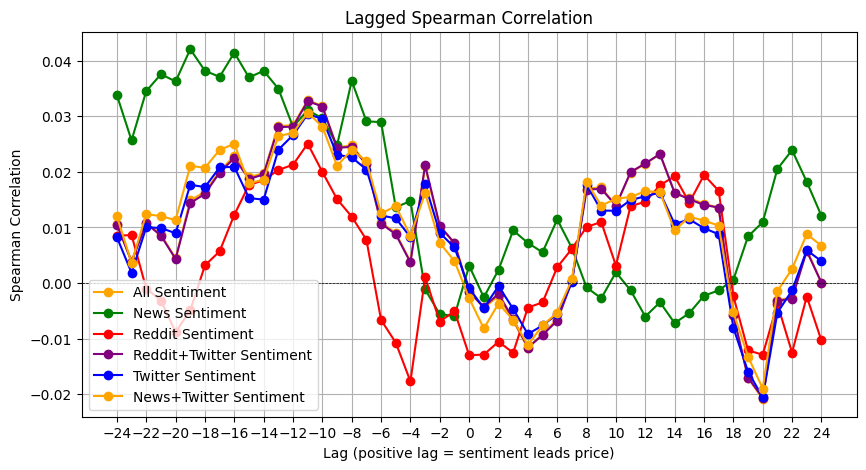 Lagged Spearman Correlation
Spearman Correlation
0.04
0.03
0.02
0.01
0.00
−0.01
−0.02
All Sentiment
News Sentiment
Reddit Sentiment
Reddit+Twitter Sentiment
Twitter Sentiment
News+Twitter Sentiment
−24 −22 −20 −18 −16 −14 −12 −10 −8 −6 −4 −2 0 2 4 6 8 10 12 14 16 18 20 22 24
Lag (positive lag = sentiment leads price)